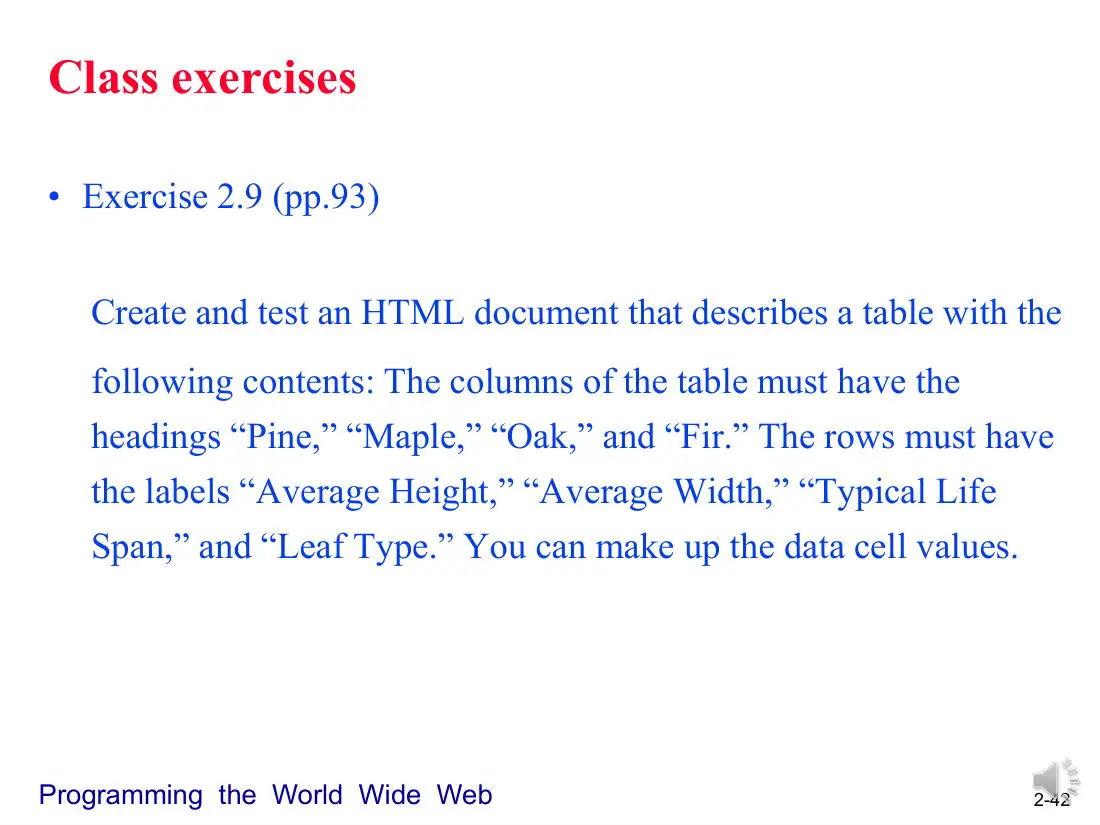 Class exercises
• Exercise 2.9 (pp.93)
Create and test an HTML document that describes a table with the
following contents: The columns of the table must have the
headings “Pine,” “Maple,” “Oak,” and “Fir.” The rows must have
the labels “Average Height,” “Average Width,” “Typical Life
Span,” and “Leaf Type.” You can make up the data cell values.
Programming the World Wide Web
2-42